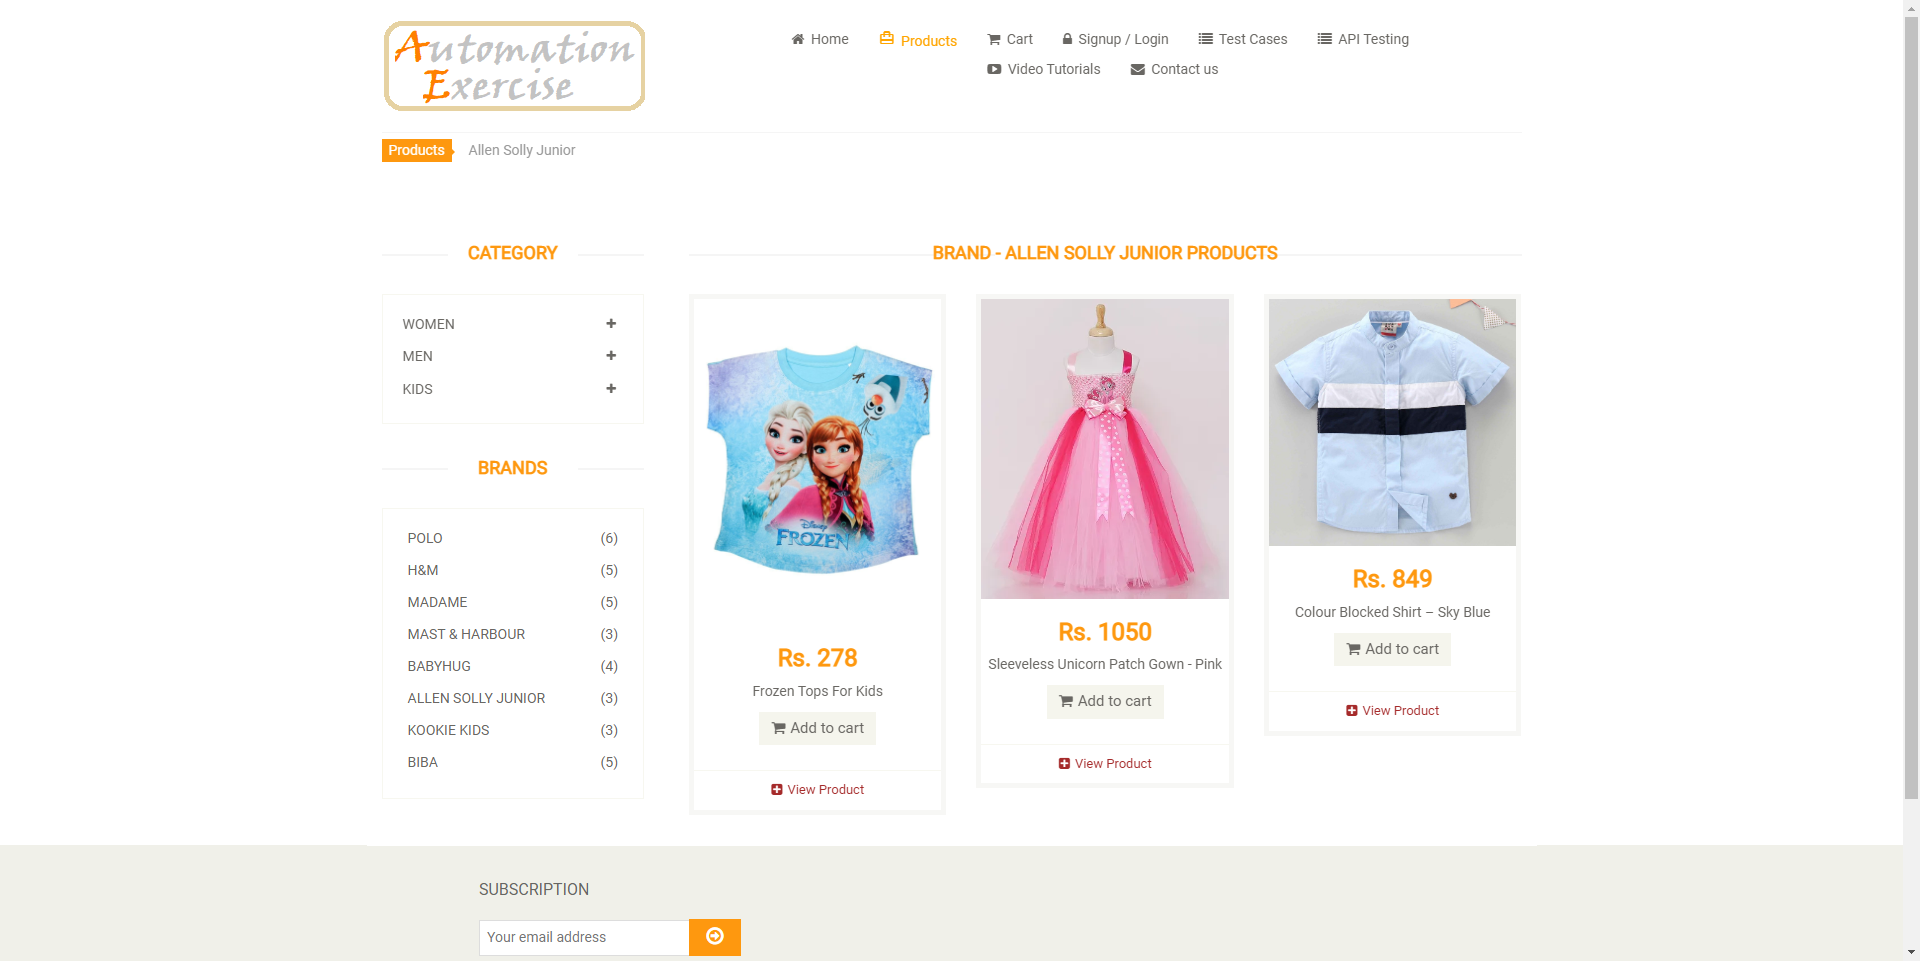 Automation
Exercise
Home
Products
Cart
Signup / Login
Test Cases
API Testing
Video Tutorials
Contact us
Products
Allen Solly Junior
CATEGORY
WOMEN
MEN
KIDS
BRANDS
POLO (6)
H&M (5)
MADAME (5)
MAST & HARBOUR (3)
BABYHUG (4)
ALLEN SOLLY JUNIOR (3)
KOOKIE KIDS (3)
BIBA (5)
BRAND - ALLEN SOLLY JUNIOR PRODUCTS
Disney
FROZEN
Rs. 278
Frozen Tops For Kids
Add to cart
View Product
Rs. 1050
Sleeveless Unicorn Patch Gown - Pink
Add to cart
View Product
Rs. 849
Colour Blocked Shirt – Sky Blue
Add to cart
View Product
SUBSCRIPTION
Your email address